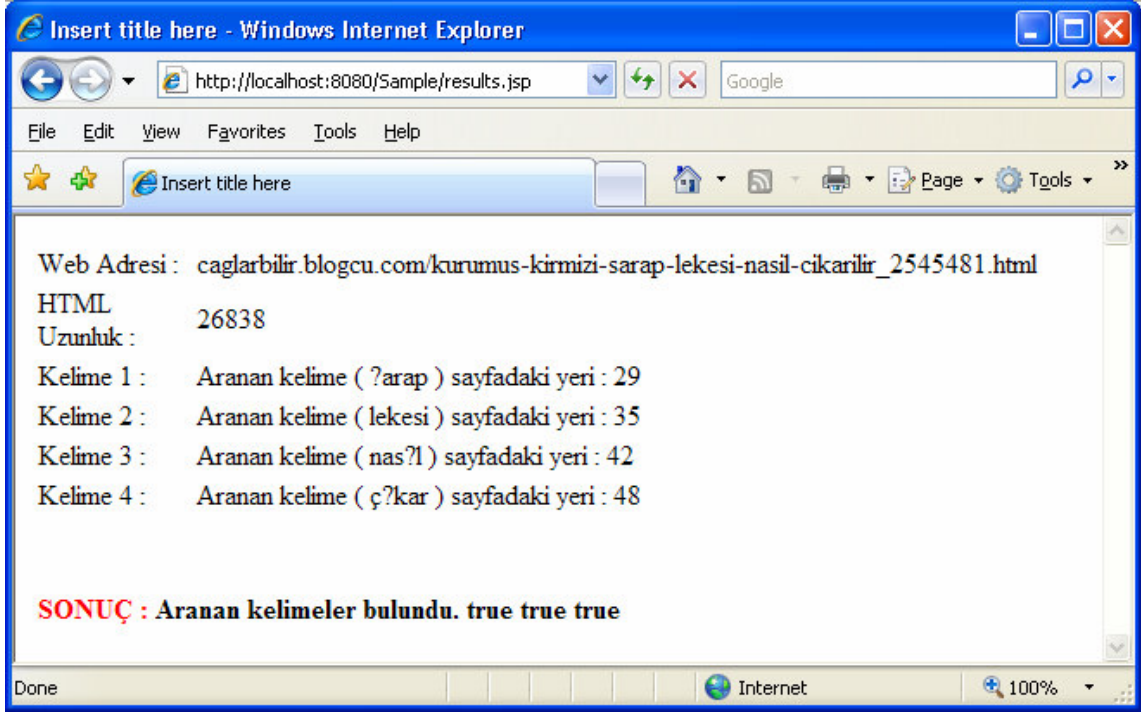 Insert title here - Windows Internet Explorer
http://localhost:8080/Sample/results.jsp
Google
File Edit View Favorites Tools Help
Insert title here
Page Tools »
Web Adresi : caglarbilir.blogcu.com/kurumus-kirmizi-sarap-lekesi-nasil-cikarilir_2545481.html
HTML
Uzunluk : 26838
Kelime 1 : Aranan kelime ( ?arap ) sayfadaki yeri : 29
Kelime 2 : Aranan kelime ( lekesi ) sayfadaki yeri : 35
Kelime 3 : Aranan kelime ( nas?l ) sayfadaki yeri : 42
Kelime 4 : Aranan kelime ( ç?kar ) sayfadaki yeri : 48
SONUÇ : Aranan kelimeler bulundu. true true true
Done Internet 100%